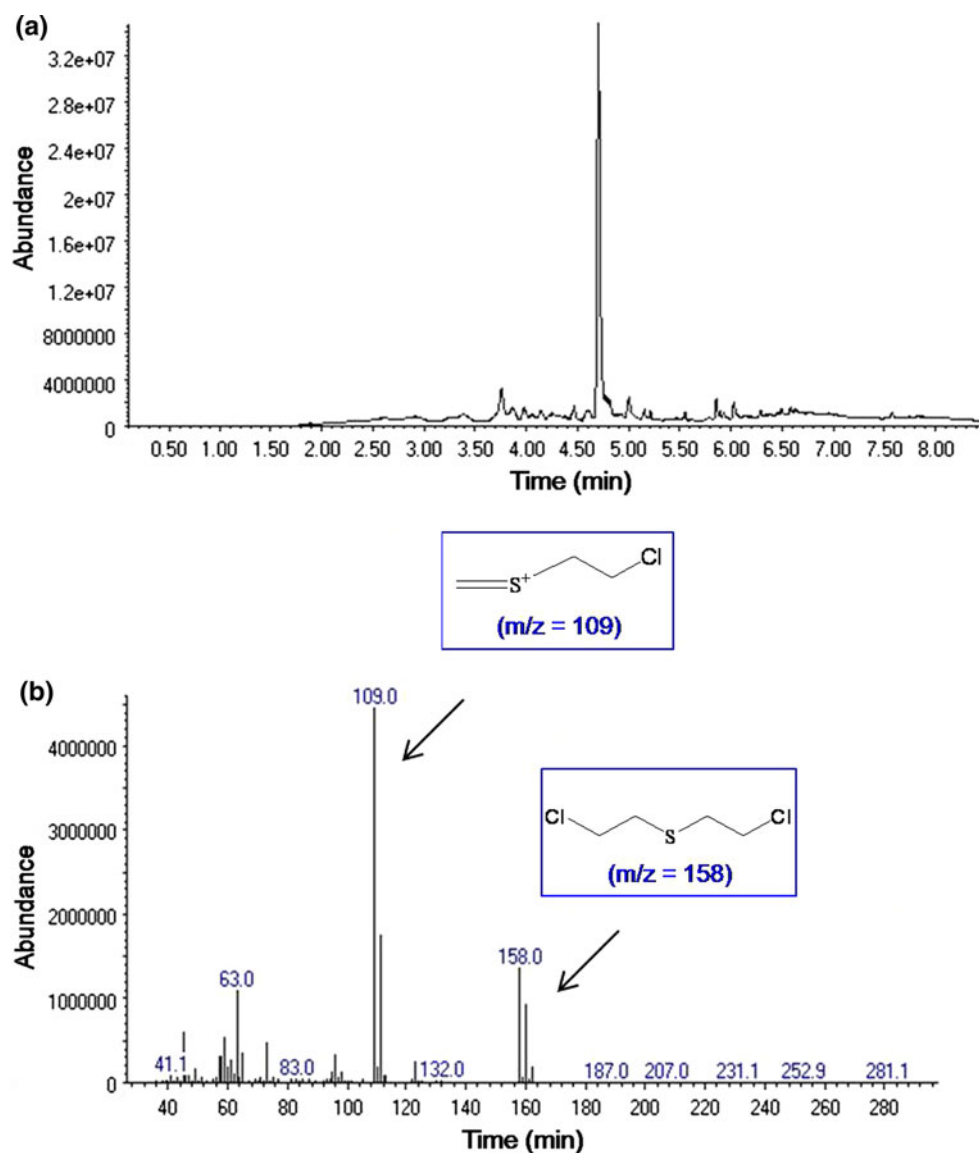 (a)
3.2e+07
2.8e+07
2.4e+07
2e+07
1.6e+07
1.2e+07
8000000
4000000
0
Abundance
0.50 1.00 1.50 2.00 2.50 3.00 3.50 4.00 4.50 5.00 5.50 6.00 6.50 7.00 7.50 8.00
Time (min)
S+ Cl
(m/z = 109)
(b)
109.0
4000000
3000000
2000000
1000000
0
Abundance
Cl S Cl
(m/z = 158)
158.0
63.0
41.1 83.0 132.0 187.0 207.0 231.1 252.9 281.1
40 60 80 100 120 140 160 180 200 220 240 260 280
Time (min)